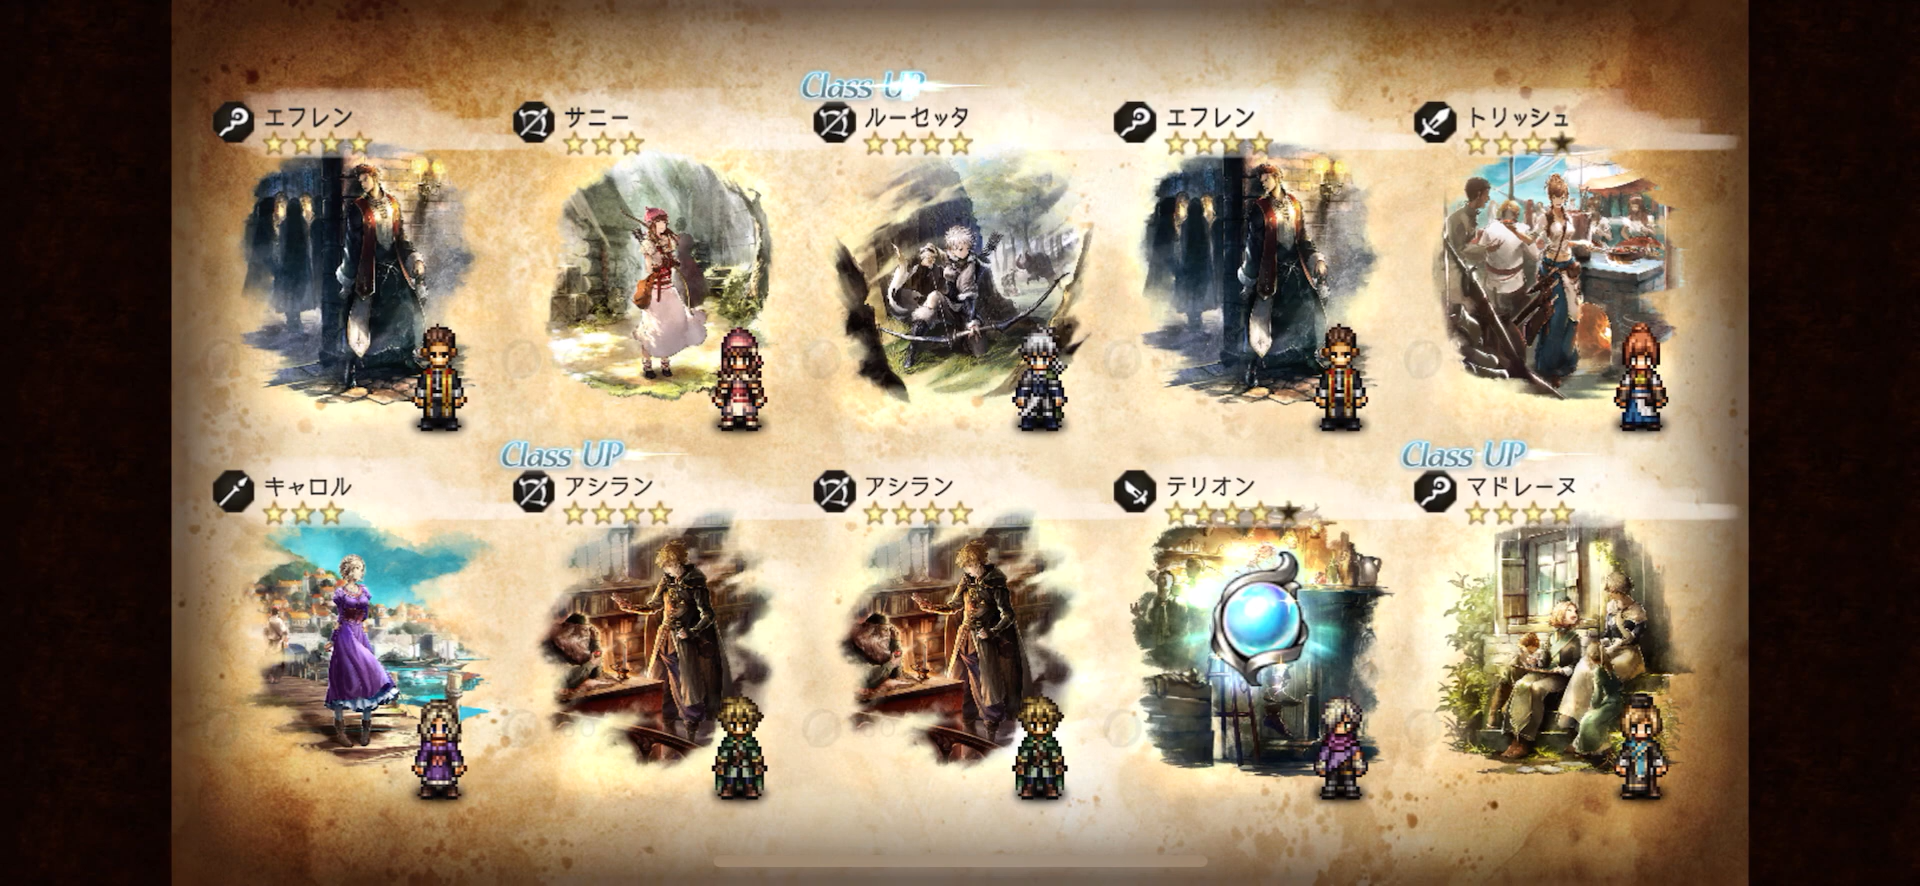 Class UP
エフレン
サニー
ルーセッタ
エフレン
トリッシュ
Class UP
Class UP
キャロル
アシラン
アシラン
テリオン
マドレーヌ